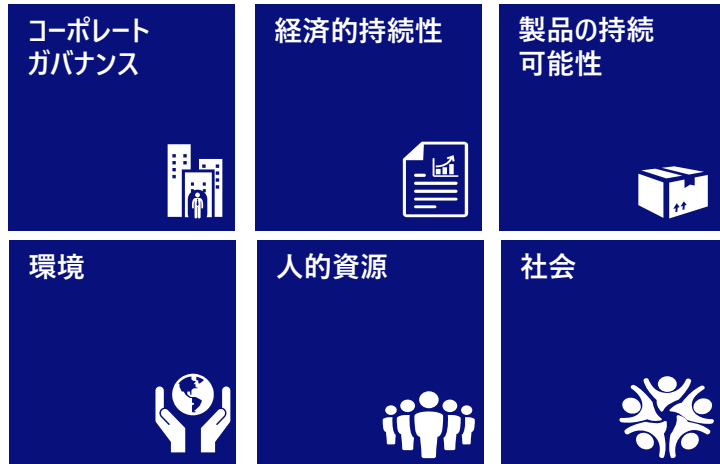 コーポレート
ガバナンス
経済的持続性
製品の持続
可能性
環境
人的資源
社会